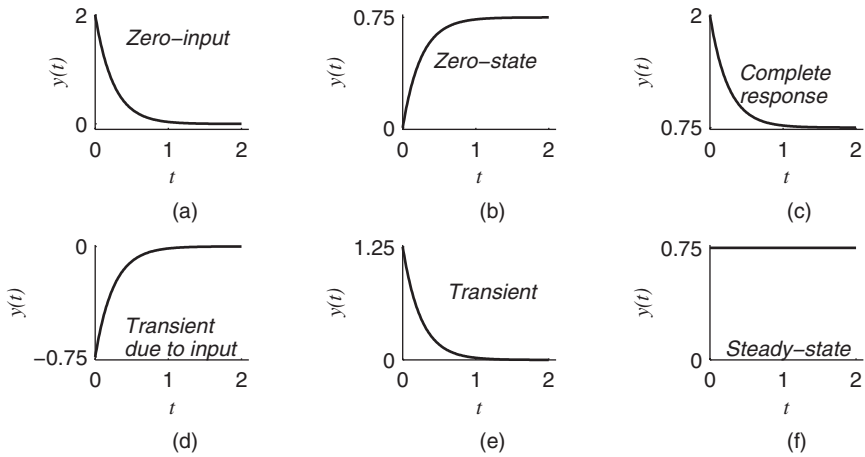 2
0
y(t)
Zero−input
0 1 2
t
(a)
0.75
0
y(t)
Zero−state
0 1 2
t
(b)
2
0.75
y(t)
Complete
response
0 1 2
t
(c)
0
−0.75
y(t)
Transient
due to input
0 1 2
t
(d)
1.25
0
y(t)
Transient
0 1 2
t
(e)
0.75
0
y(t)
Steady−state
0 1 2
t
(f)